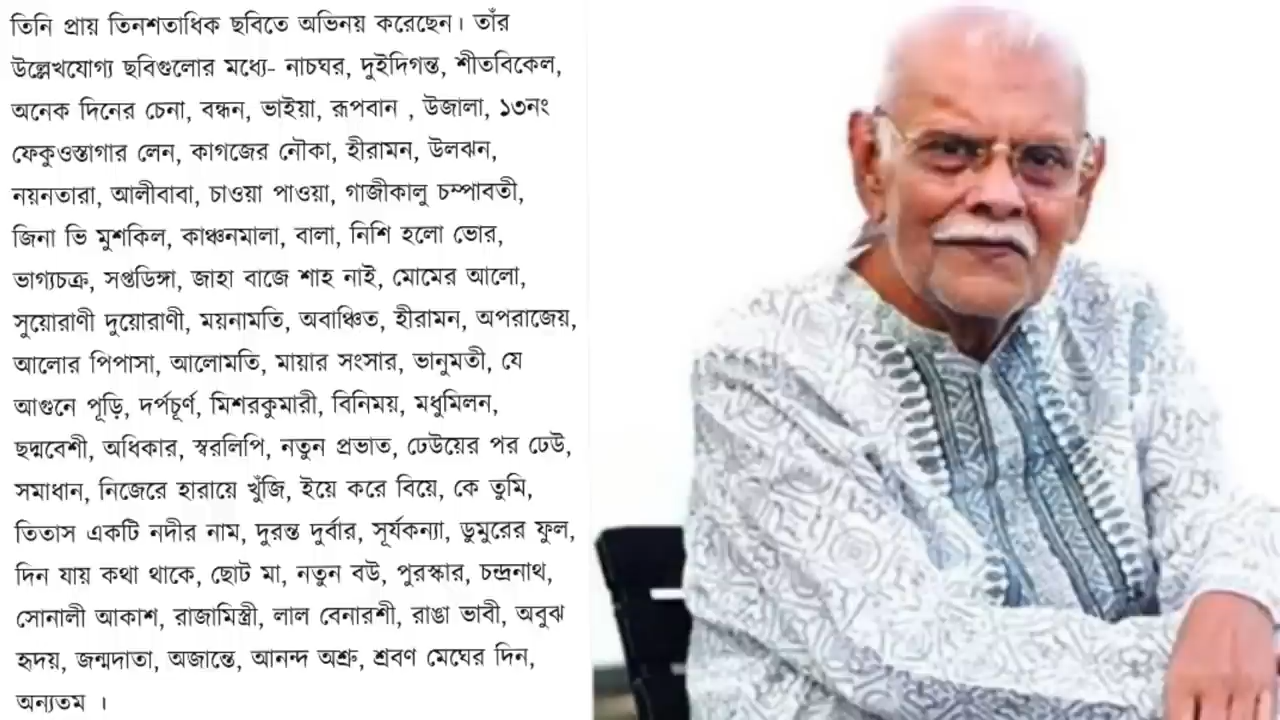 তিনি প্রায় তিনশতাধিক ছবিতে অভিনয় করেছেন। তাঁর
উল্লেখযোগ্য ছবিগুলোর মধ্যে- নাচঘর, দুইদিগন্ত, শীতবিকেল,
অনেক দিনের চেনা, বন্ধন, ভাইয়া, রূপবান , উজালা, ১৩নং
ফেকুওস্তাগার লেন, কাগজের নৌকা, হীরামন, উলঝন,
নয়নতারা, আলীবাবা, চাওয়া পাওয়া, গাজীকালু চম্পাবতী,
জিনা ভি মুশকিল, কাঞ্চনমালা, বালা, নিশি হলো ভোর,
ভাগ্যচক্র, সপ্তডিঙ্গা, জাহা বাজে শাহ নাই, মোমের আলো,
সুয়োরাণী দুয়োরাণী, ময়নামতি, অবাঞ্চিত, হীরামন, অপরাজেয়,
আলোর পিপাসা, আলোমতি, মায়ার সংসার, ভানুমতী, যে
আগুনে পূড়ি, দর্পচূর্ণ, মিশরকুমারী, বিনিময়, মধুমিলন,
ছদ্মবেশী, অধিকার, স্বরলিপি, নতুন প্রভাত, ঢেউয়ের পর ঢেউ,
সমাধান, নিজেরে হারায়ে খুঁজি, ইয়ে করে বিয়ে, কে তুমি,
তিতাস একটি নদীর নাম, দুরন্ত দুর্বার, সূর্যকন্যা, ডুমুরের ফুল,
দিন যায় কথা থাকে, ছোট মা, নতুন বউ, পুরস্কার, চন্দ্রনাথ,
সোনালী আকাশ, রাজামিস্ত্রী, লাল বেনারশী, রাঙা ভাবী, অবুঝ
হৃদয়, জন্মদাতা, অজান্তে, আনন্দ অশ্রু, শ্রবণ মেঘের দিন,
অন্যতম ।